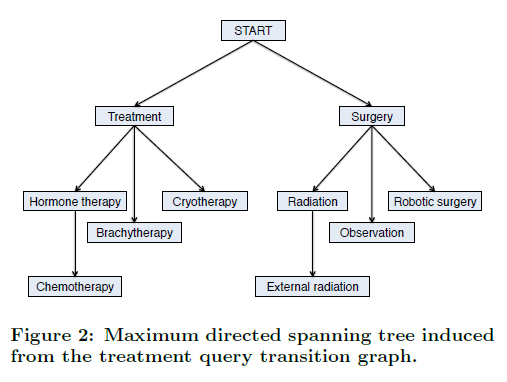 START
Treatment
Surgery
Hormone therapy
Cryotherapy
Radiation
Robotic surgery
Brachytherapy
Observation
Chemotherapy
External radiation
Figure 2: Maximum directed spanning tree induced
from the treatment query transition graph.